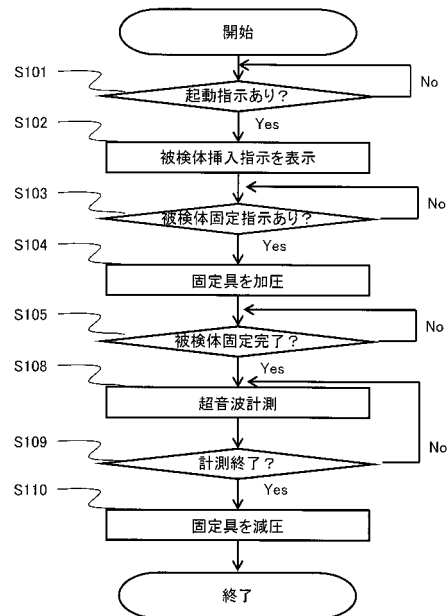 開始
S101
起動指示あり？
No
Yes
S102
被検体挿入指示を表示
S103
被検体固定指示あり？
No
Yes
S104
固定具を加圧
S105
被検体固定完了？
No
Yes
S108
超音波計測
S109
計測終了？
No
Yes
S110
固定具を減圧
終了